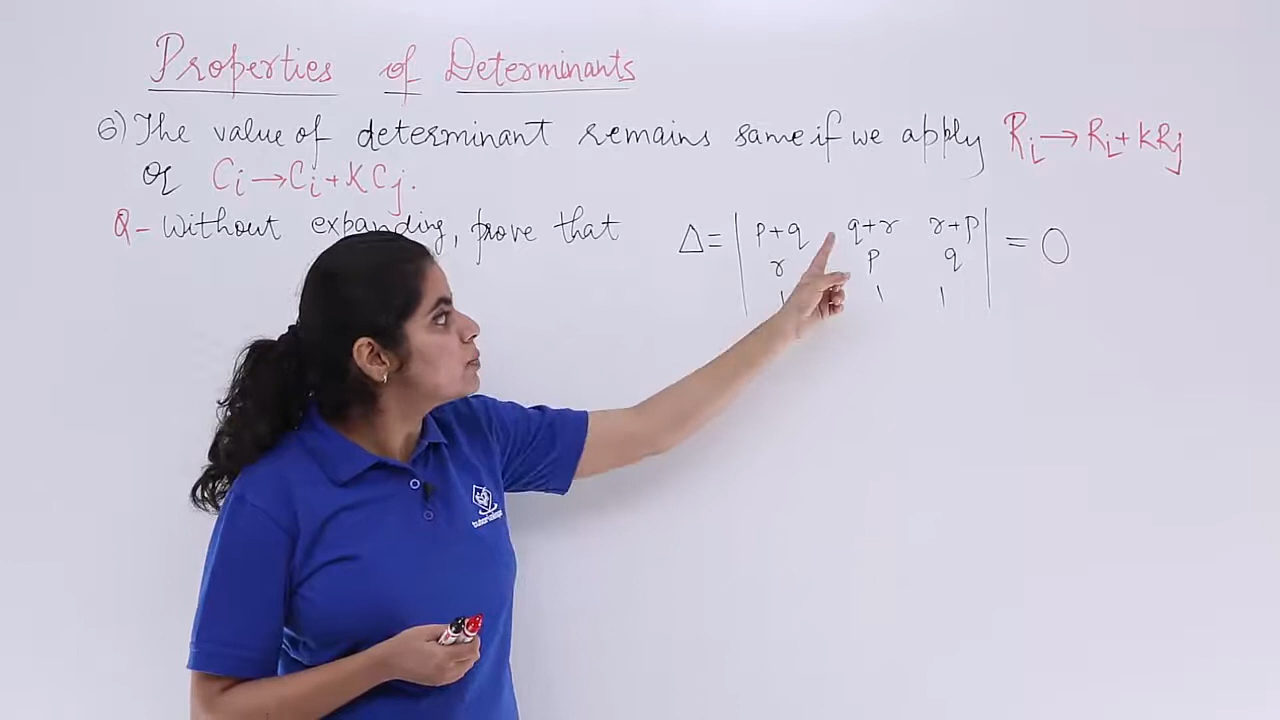 Properties of Determinants
6) The value of determinant remains same if we apply Ri→Ri+KRj
or Ci→Ci+KCj.
Q- Without expanding, prove that Δ= | p+q q+r r+p | = 0
r p q
1 1 1